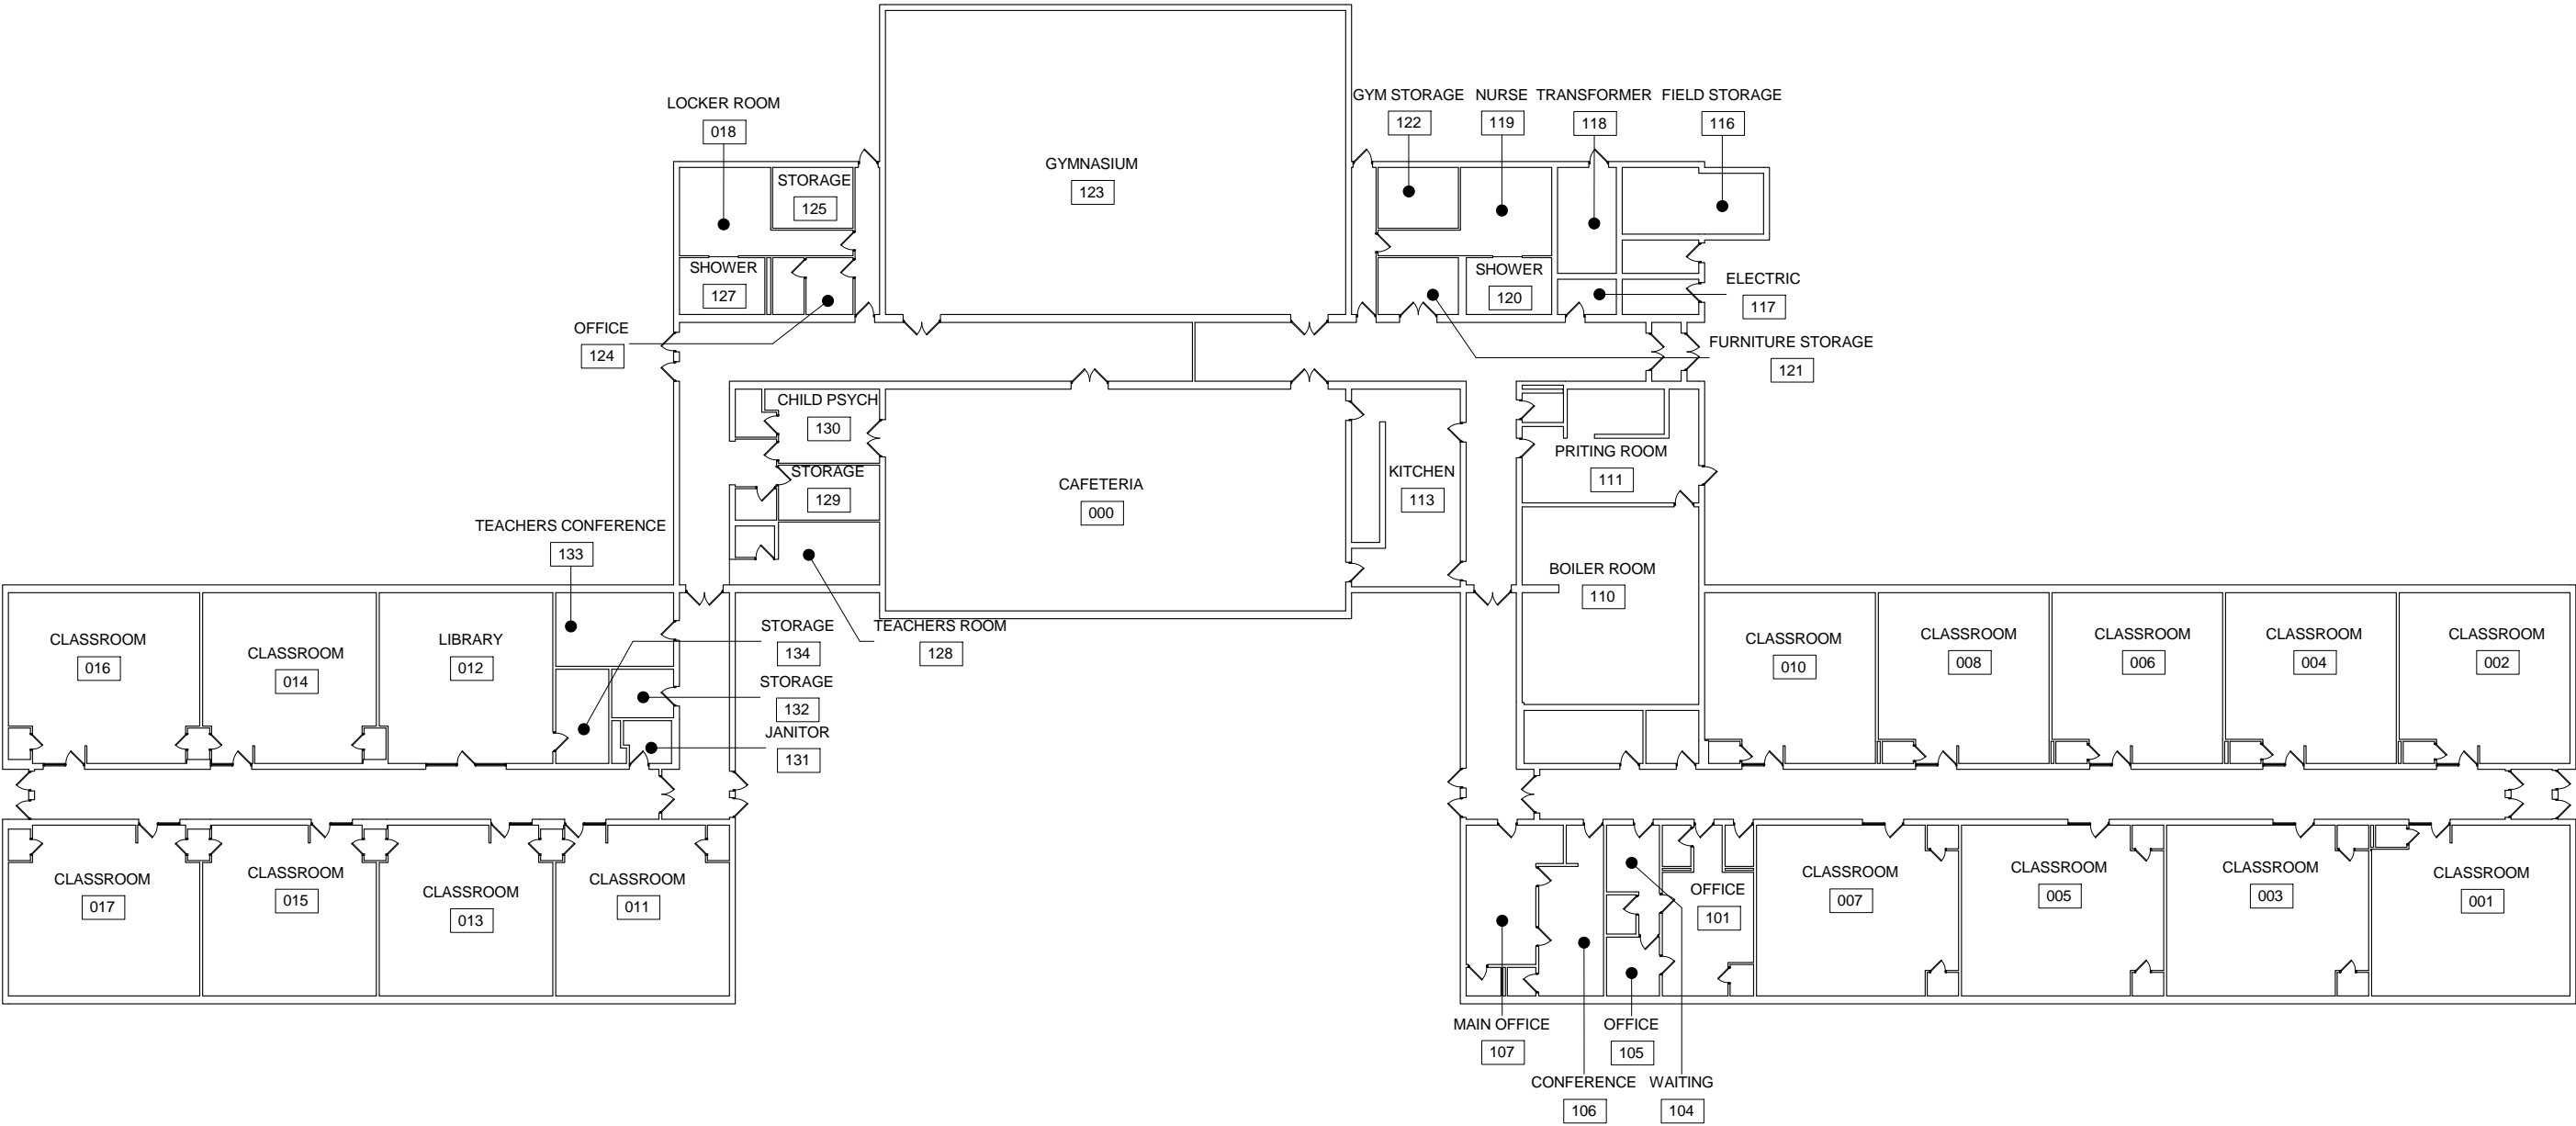 GYM STORAGE
122
NURSE
119
TRANSFORMER
118
FIELD STORAGE
116
LOCKER ROOM
018
GYMNASIUM
123
STORAGE
125
SHOWER
127
SHOWER
120
ELECTRIC
117
OFFICE
124
FURNITURE STORAGE
121
CHILD PSYCH
130
PRITING ROOM
111
STORAGE
129
KITCHEN
113
CAFETERIA
000
TEACHERS CONFERENCE
133
BOILER ROOM
110
CLASSROOM
016
CLASSROOM
014
LIBRARY
012
STORAGE
134
TEACHERS ROOM
128
STORAGE
132
JANITOR
131
CLASSROOM
010
CLASSROOM
008
CLASSROOM
006
CLASSROOM
004
CLASSROOM
002
CLASSROOM
017
CLASSROOM
015
CLASSROOM
013
CLASSROOM
011
OFFICE
101
CLASSROOM
007
CLASSROOM
005
CLASSROOM
003
CLASSROOM
001
MAIN OFFICE
107
OFFICE
105
CONFERENCE
106
WAITING
104